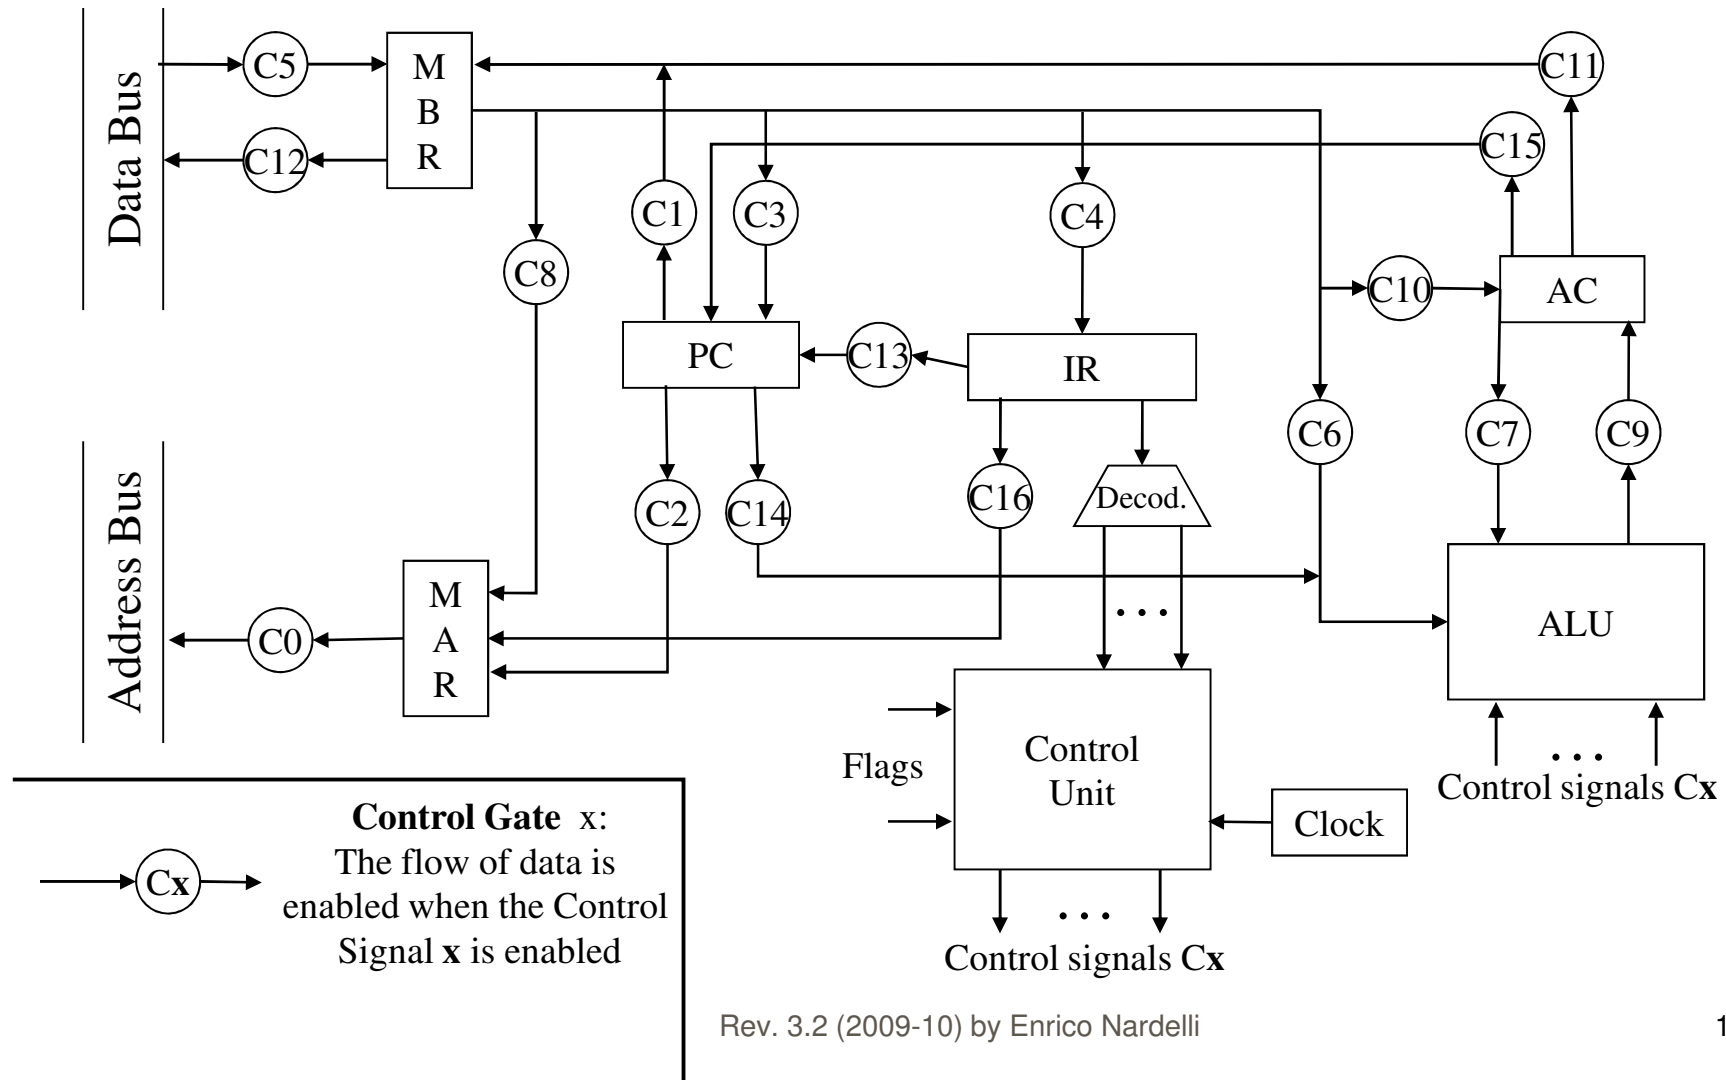 Data Bus
C5
C12
M
B
R
C11
C15
C1
C3
C4
C8
C10
AC
PC
C13
IR
C6
C7
C9
C2
C14
C16
Decod.
Address Bus
C0
M
A
R
...
ALU
Flags
Control
Unit
Clock
...
Control signals Cx
Control Gate x:
The flow of data is
enabled when the Control
Signal x is enabled
Cx
...
Control signals Cx
Rev. 3.2 (2009-10) by Enrico Nardelli
1